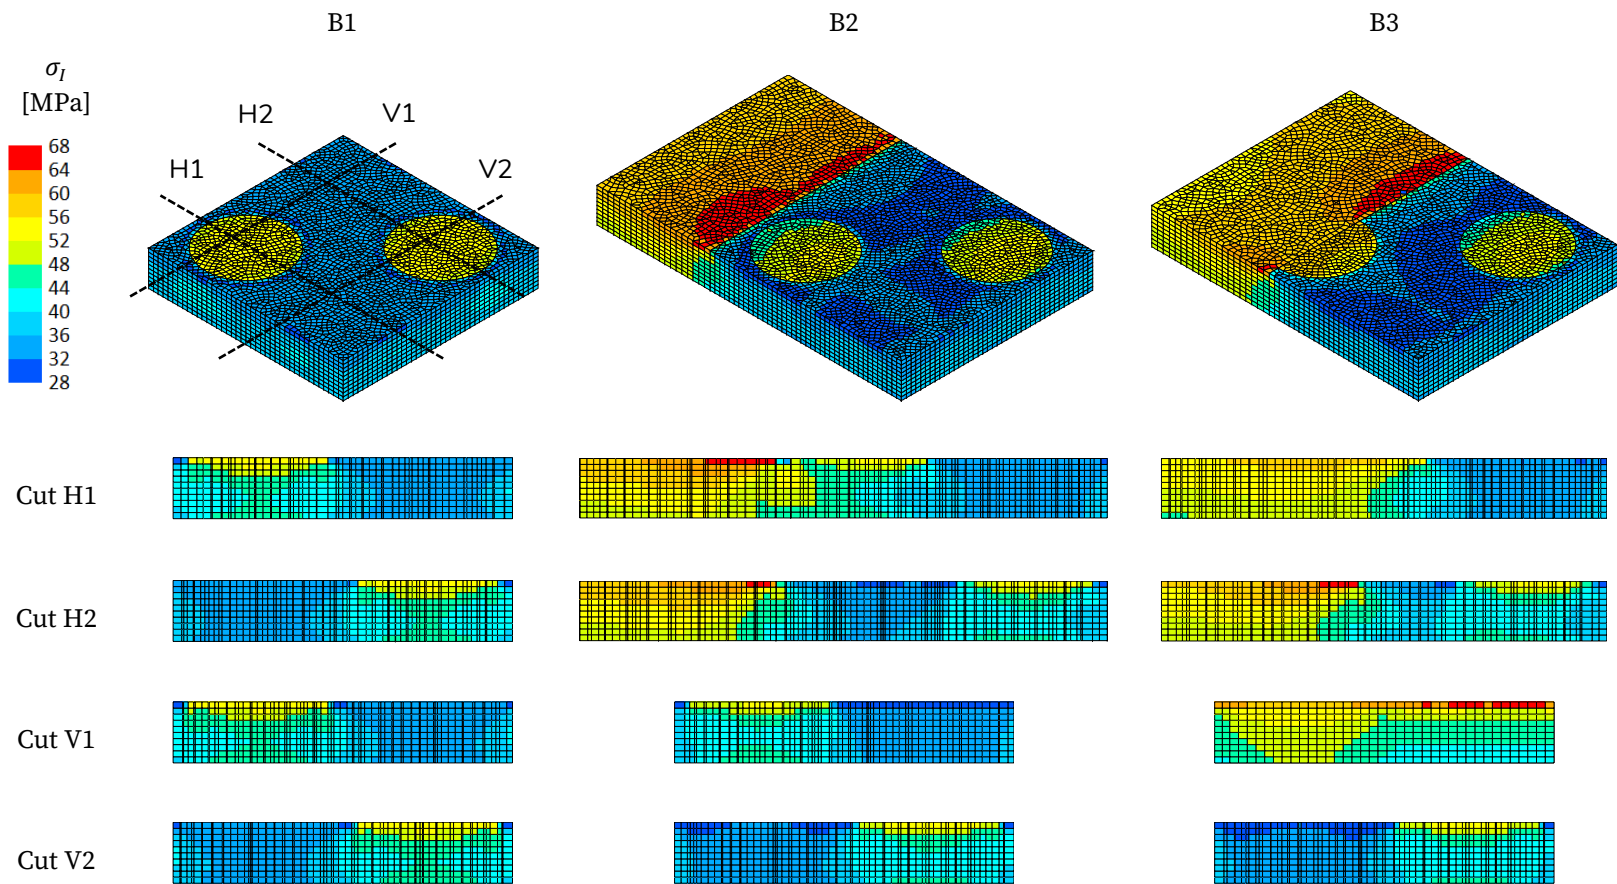 B1 B2 B3
σI
[MPa]
H2 V1
H1 V2
68
64
60
56
52
48
44
40
36
32
28
Cut H1
Cut H2
Cut V1
Cut V2